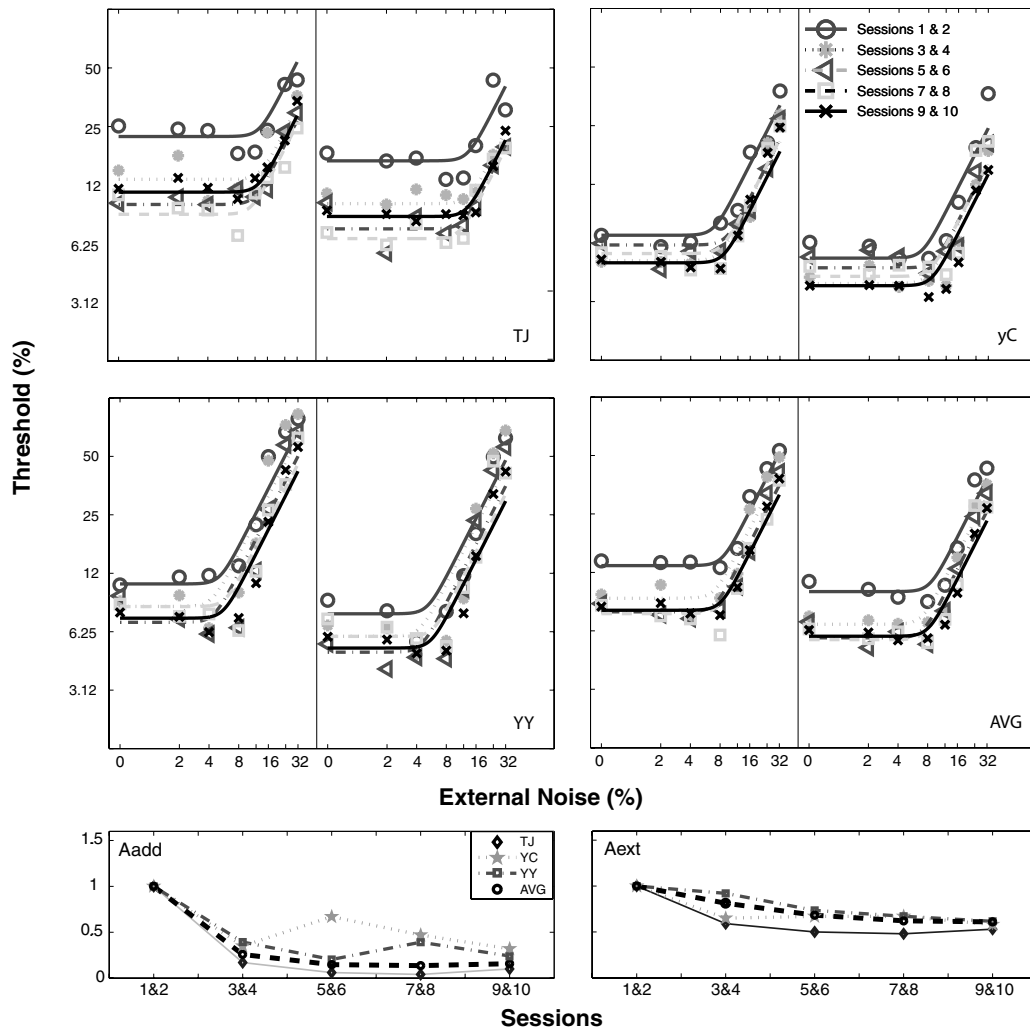 Sessions 1 & 2
Sessions 3 & 4
Sessions 5 & 6
Sessions 7 & 8
Sessions 9 & 10
50
25
12
6.25
3.12
TJ
yC
Threshold (%)
50
25
12
6.25
3.12
YY
AVG
0 2 4 8 16 32 0 2 4 8 16 32 0 2 4 8 16 32 0 2 4 8 16 32
External Noise (%)
1.5
1
0.5
0
Aadd
TJ
YC
YY
AVG
Aext
1&2 3&4 5&6 7&8 9&10 1&2 3&4 5&6 7&8 9&10
Sessions